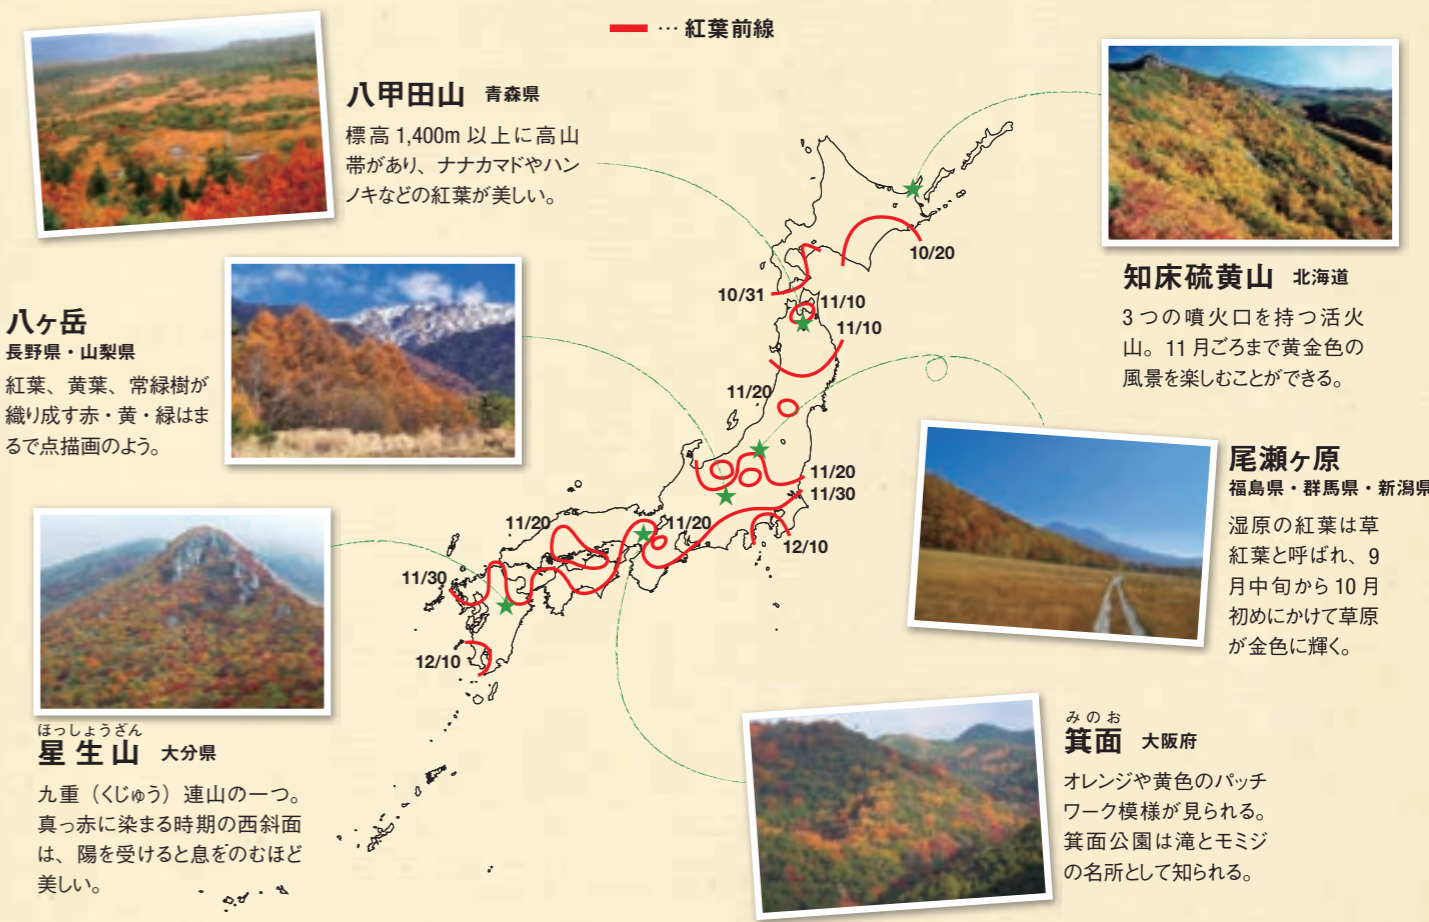 … 紅葉前線
八甲田山 青森県
標高 1,400m 以上に高山
帯があり、ナナカマドやハン
ノキなどの紅葉が美しい。
知床硫黄山 北海道
3 つの噴火口を持つ活火
山。11 月ごろまで黄金色の
風景を楽しむことができる。
八ヶ岳
長野県・山梨県
紅葉、黄葉、常緑樹が
織り成す赤・黄・緑はま
るで点描画のよう。
尾瀬ヶ原
福島県・群馬県・新潟県
湿原の紅葉は草
紅葉と呼ばれ、9
月中旬から 10 月
初めにかけて草原
が金色に輝く。
ほっしょうざん
星生山 大分県
九重（くじゅう）連山の一つ。
真っ赤に染まる時期の西斜面
は、陽を受けると息をのむほど
美しい。
みのお
箕面 大阪府
オレンジや黄色のパッチ
ワーク模様が見られる。
箕面公園は滝とモミジ
の名所として知られる。
10/20
10/31
11/10
11/10
11/20
11/20
11/30
11/20
11/20
12/10
11/30
12/10